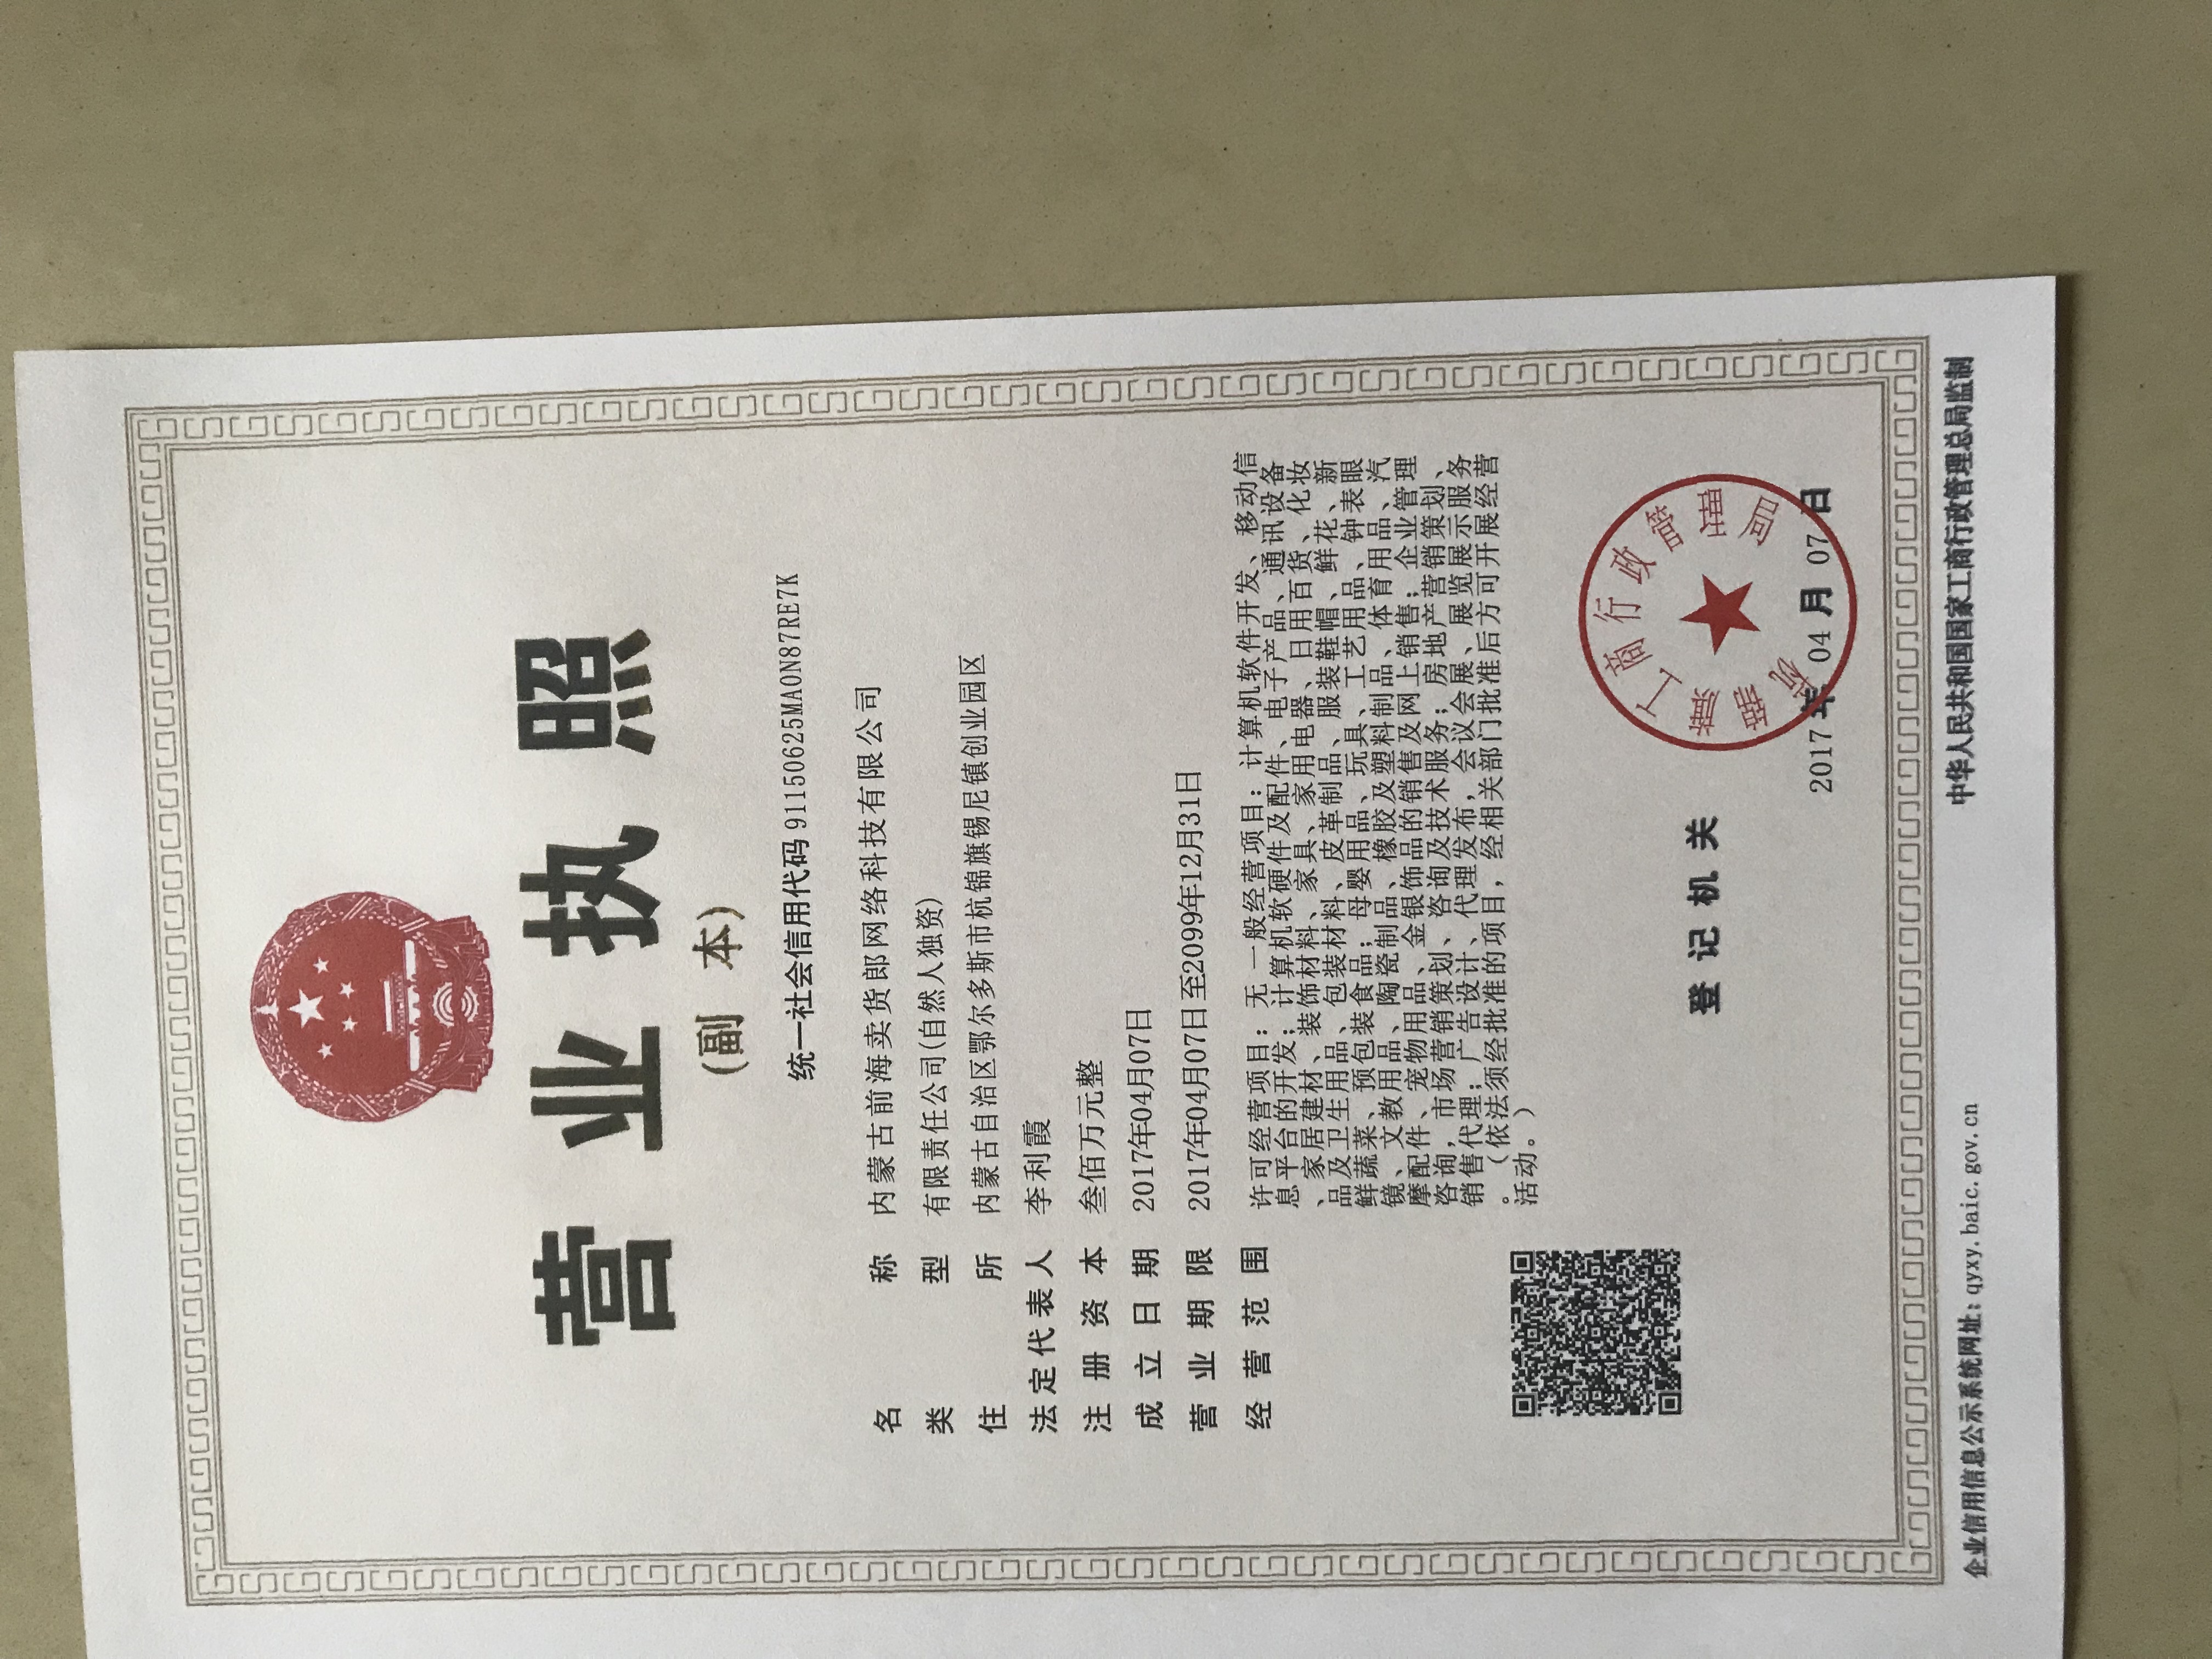 营业执照
(副 本)
统一社会信用代码 91150625MA0N87RE7K
名 称 内蒙古前海卖货郎网络科技有限公司
类 型 有限责任公司(自然人独资)
住 所 内蒙古自治区鄂尔多斯市杭锦旗锡尼镇创业园区
法定代表人 李利霞
注 册 资 本 叁佰万元整
成 立 日 期 2017年04月07日
营 业 期 限 2017年04月07日至2099年12月31日
经 营 范 围 许可经营项目：无 一般经营项目：计算机软件开发、移动信
息平台的开发；计算机软硬件及配件、电子产品、通讯设备
、家居建材、装饰材料、家具、家用电器、日用百货、化妆
品及卫生用品、包装材料、皮革制品、服装鞋帽、鲜花、新
鲜蔬菜、预包装食品；母婴用品、玩具、工艺用品、钟表眼
镜、文教用品、陶瓷制品、橡胶及塑料制品、体育用品、汽
摩配件、宠物用品、金银饰品的销售及网上销售；企业管理
咨询，市场营销策划、咨询及技术服务；房地产营销策划、
销售代理；广告设计、代理发布，会议会展、展览展示服务
。（依法须经批准的项目，经相关部门批准后方可开展经营
活动。）
登 记 机 关
工商行政管理局
2017 年 04 月 07 日
企业信用信息公示系统网址：qyxy.baic.gov.cn
中华人民共和国国家工商行政管理总局监制